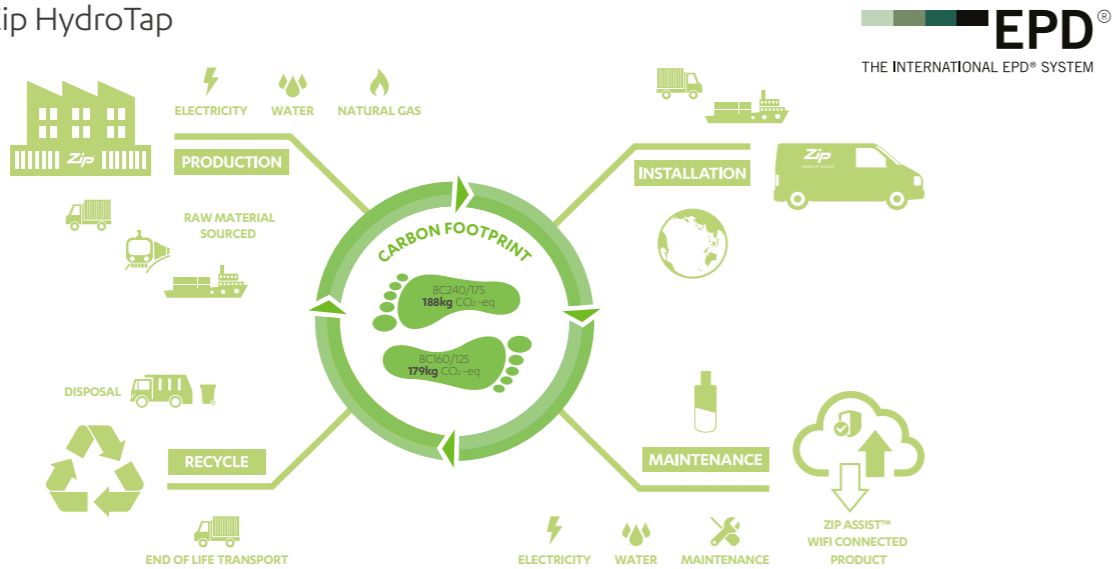 Zip HydroTap
EPD®
THE INTERNATIONAL EPD® SYSTEM
ELECTRICITY
WATER
NATURAL GAS
Zip
PRODUCTION
RAW MATERIAL
SOURCED
INSTALLATION
Zip
CARBON FOOTPRINT
BC240/175
188kg CO₂-eq
BC160/125
179kg CO₂-eq
DISPOSAL
RECYCLE
END OF LIFE TRANSPORT
MAINTENANCE
ELECTRICITY
WATER
MAINTENANCE
ZIP ASSIST™
WIFI CONNECTED
PRODUCT